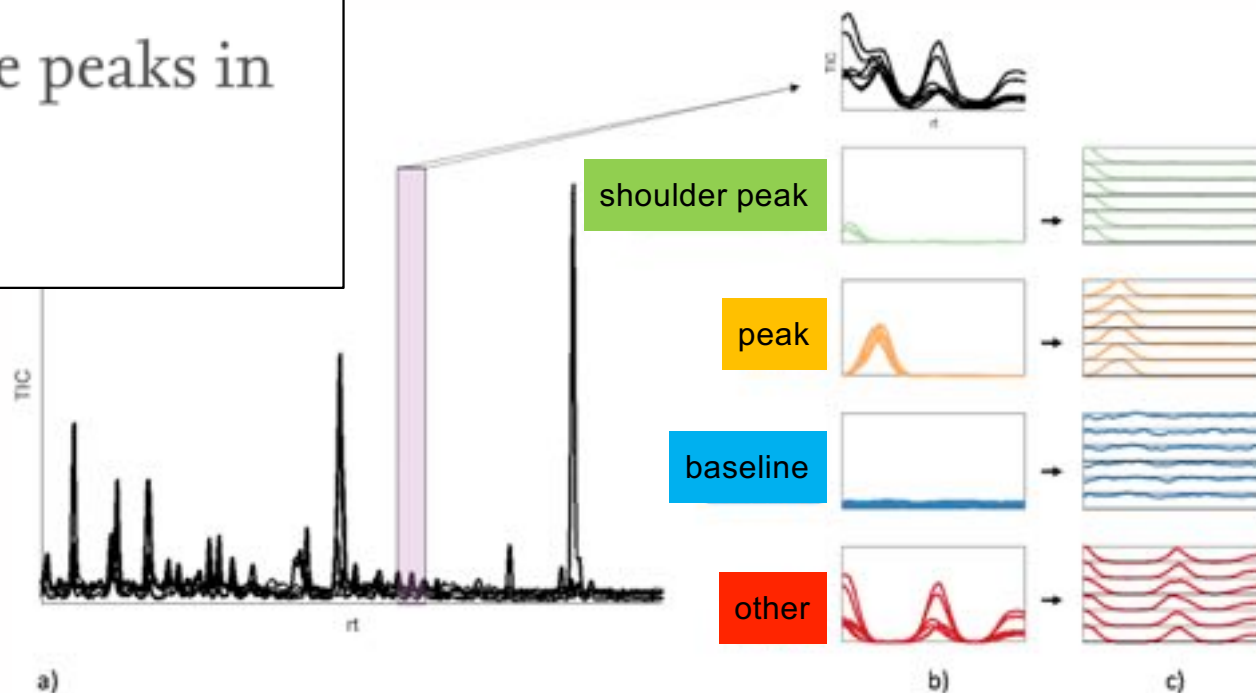 e peaks in
TIC
rt
shoulder peak
peak
baseline
other
TIC
rt
a)
b)
c)